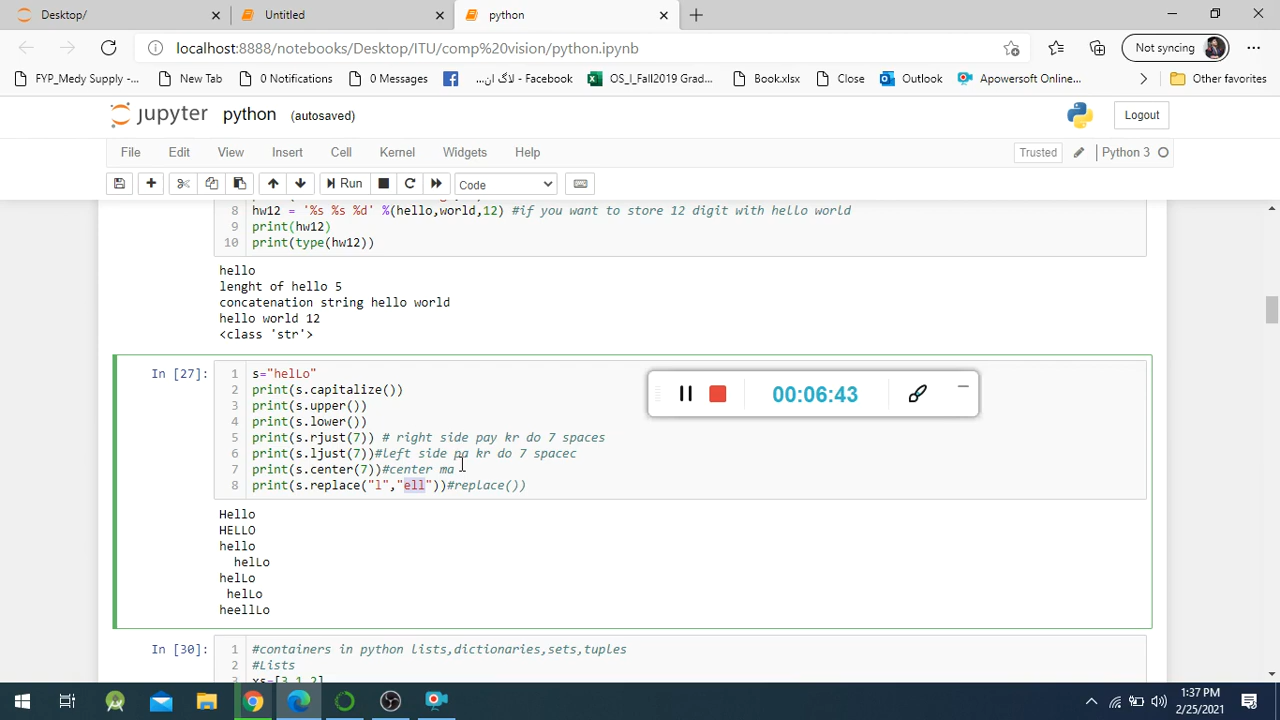 Desktop/
Untitled
python
localhost:8888/notebooks/Desktop/ITU/comp%20vision/python.ipynb
Not syncing
FYP_Medy Supply -...
New Tab
0 Notifications
0 Messages
لاگ ان... - Facebook
OS_I_Fall2019 Grad...
Book.xlsx
Close
Outlook
Apowersoft Onlin...
Other favorites
jupyter python (autosaved)
Logout
File Edit View Insert Cell Kernel Widgets Help
Trusted
Python 3
Run
Code
8 hw12 = '%s %s %d' %(hello,world,12) #if you want to store 12 digit with hello world
9 print(hw12)
10 print(type(hw12))
hello
lenght of hello 5
concatenation string hello world
hello world 12
<class 'str'>
In [27]:
1 s="helLo"
2 print(s.capitalize())
3 print(s.upper())
4 print(s.lower())
5 print(s.rjust(7)) # right side pay kr do 7 spaces
6 print(s.ljust(7))#left side pa kr do 7 spacec
7 print(s.center(7))#center ma
8 print(s.replace("l","ell"))#replace())
00:06:43
Hello
HELLO
hello
helLo
helLo
helLo
heellLo
In [30]:
1 #containers in python lists,dictionaries,sets,tuples
2 #Lists
xs=[3,1,2]
1:37 PM
2/25/2021